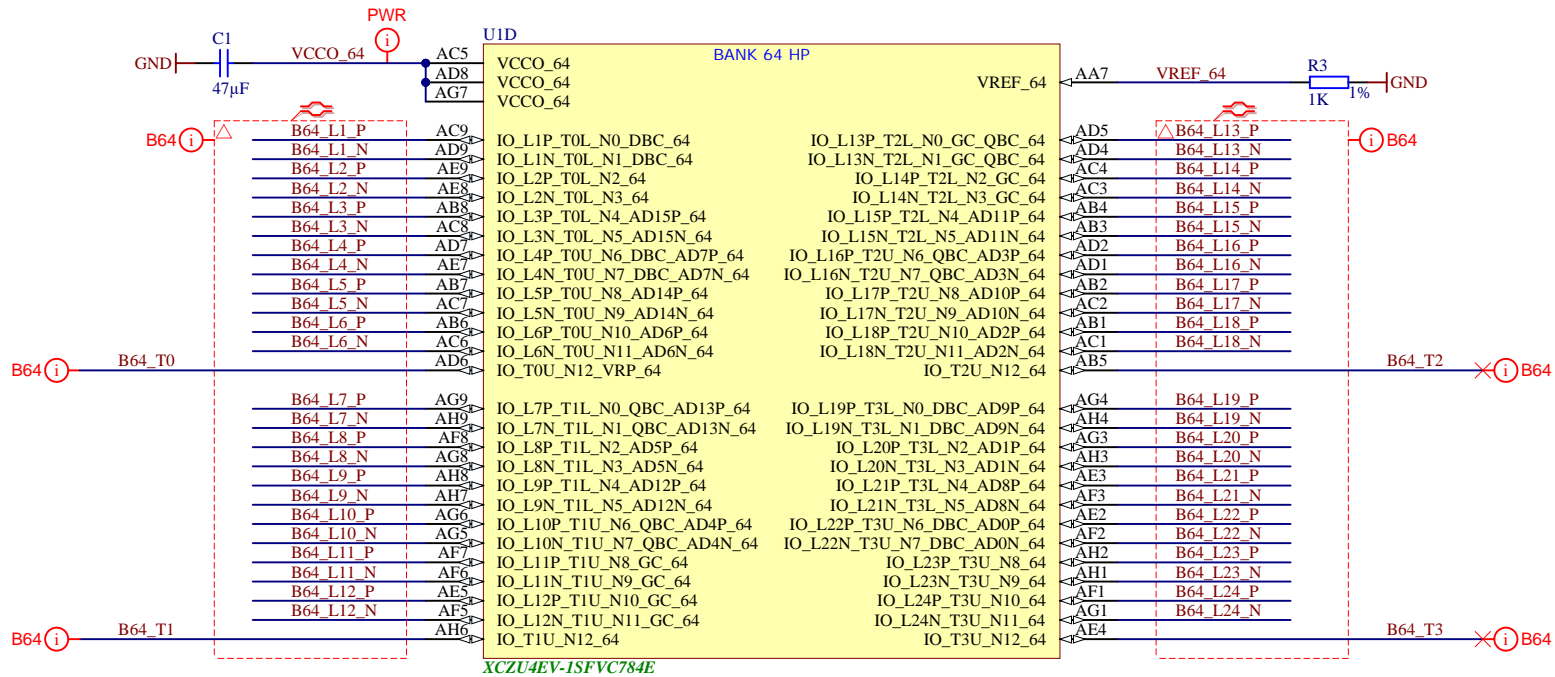 PWR
C1
U1D
GND
VCCO_64
AC5
VCCO_64
BANK 64 HP
47µF
AD8
VCCO_64
VREF_64
AA7
VREF_64
R3
GND
1K
1%
AG7
VCCO_64
B64
B64_L1_P AC9 IO_L1P_T0L_N0_DBC_64
IO_L13P_T2L_N0_GC_QBC_64 AD5 B64_L13_P
B64
B64_L1_N AD9 IO_L1N_T0L_N1_DBC_64
IO_L13N_T2L_N1_GC_QBC_64 AD4 B64_L13_N
B64_L2_P AE9 IO_L2P_T0L_N2_64
IO_L14P_T2L_N2_GC_64 AC4 B64_L14_P
B64_L2_N AE8 IO_L2N_T0L_N3_64
IO_L14N_T2L_N3_GC_64 AC3 B64_L14_N
B64_L3_P AB8 IO_L3P_T0L_N4_AD15P_64
IO_L15P_T2L_N4_AD11P_64 AB4 B64_L15_P
B64_L3_N AC8 IO_L3N_T0L_N5_AD15N_64
IO_L15N_T2L_N5_AD11N_64 AB3 B64_L15_N
B64_L4_P AD7 IO_L4P_T0U_N6_DBC_AD7P_64
IO_L16P_T2U_N6_QBC_AD3P_64 AD2 B64_L16_P
B64_L4_N AE7 IO_L4N_T0U_N7_DBC_AD7N_64
IO_L16N_T2U_N7_QBC_AD3N_64 AD1 B64_L16_N
B64_L5_P AB7 IO_L5P_T0U_N8_AD14P_64
IO_L17P_T2U_N8_AD10P_64 AB2 B64_L17_P
B64_L5_N AC7 IO_L5N_T0U_N9_AD14N_64
IO_L17N_T2U_N9_AD10N_64 AC2 B64_L17_N
B64_L6_P AB6 IO_L6P_T0U_N10_AD6P_64
IO_L18P_T2U_N10_AD2P_64 AB1 B64_L18_P
B64_L6_N AC6 IO_L6N_T0U_N11_AD6N_64
IO_L18N_T2U_N11_AD2N_64 AC1 B64_L18_N
B64 B64_T0 AD6 IO_T0U_N12_VRP_64
IO_T2U_N12_64 AB5 B64_T2 B64
B64_L7_P AG9 IO_L7P_T1L_N0_QBC_AD13P_64
IO_L19P_T3L_N0_DBC_AD9P_64 AG4 B64_L19_P
B64_L7_N AH9 IO_L7N_T1L_N1_QBC_AD13N_64
IO_L19N_T3L_N1_DBC_AD9N_64 AH4 B64_L19_N
B64_L8_P AF8 IO_L8P_T1L_N2_AD5P_64
IO_L20P_T3L_N2_AD1P_64 AG3 B64_L20_P
B64_L8_N AG8 IO_L8N_T1L_N3_AD5N_64
IO_L20N_T3L_N3_AD1N_64 AH3 B64_L20_N
B64_L9_P AH8 IO_L9P_T1L_N4_AD12P_64
IO_L21P_T3L_N4_AD8P_64 AE3 B64_L21_P
B64_L9_N AH7 IO_L9N_T1L_N5_AD12N_64
IO_L21N_T3L_N5_AD8N_64 AF3 B64_L21_N
B64_L10_P AG6 IO_L10P_T1U_N6_QBC_AD4P_64
IO_L22P_T3U_N6_DBC_AD0P_64 AE2 B64_L22_P
B64_L10_N AG5 IO_L10N_T1U_N7_QBC_AD4N_64
IO_L22N_T3U_N7_DBC_AD0N_64 AF2 B64_L22_N
B64_L11_P AF7 IO_L11P_T1U_N8_GC_64
IO_L23P_T3U_N8_64 AH2 B64_L23_P
B64_L11_N AF6 IO_L11N_T1U_N9_GC_64
IO_L23N_T3U_N9_64 AH1 B64_L23_N
B64_L12_P AE5 IO_L12P_T1U_N10_GC_64
IO_L24P_T3U_N10_64 AF1 B64_L24_P
B64_L12_N AF5 IO_L12N_T1U_N11_GC_64
IO_L24N_T3U_N11_64 AG1 B64_L24_N
B64 B64_T1 AH6 IO_T1U_N12_64
IO_T3U_N12_64 AE4 B64_T3 B64
XCZU4EV-1SFVC784E